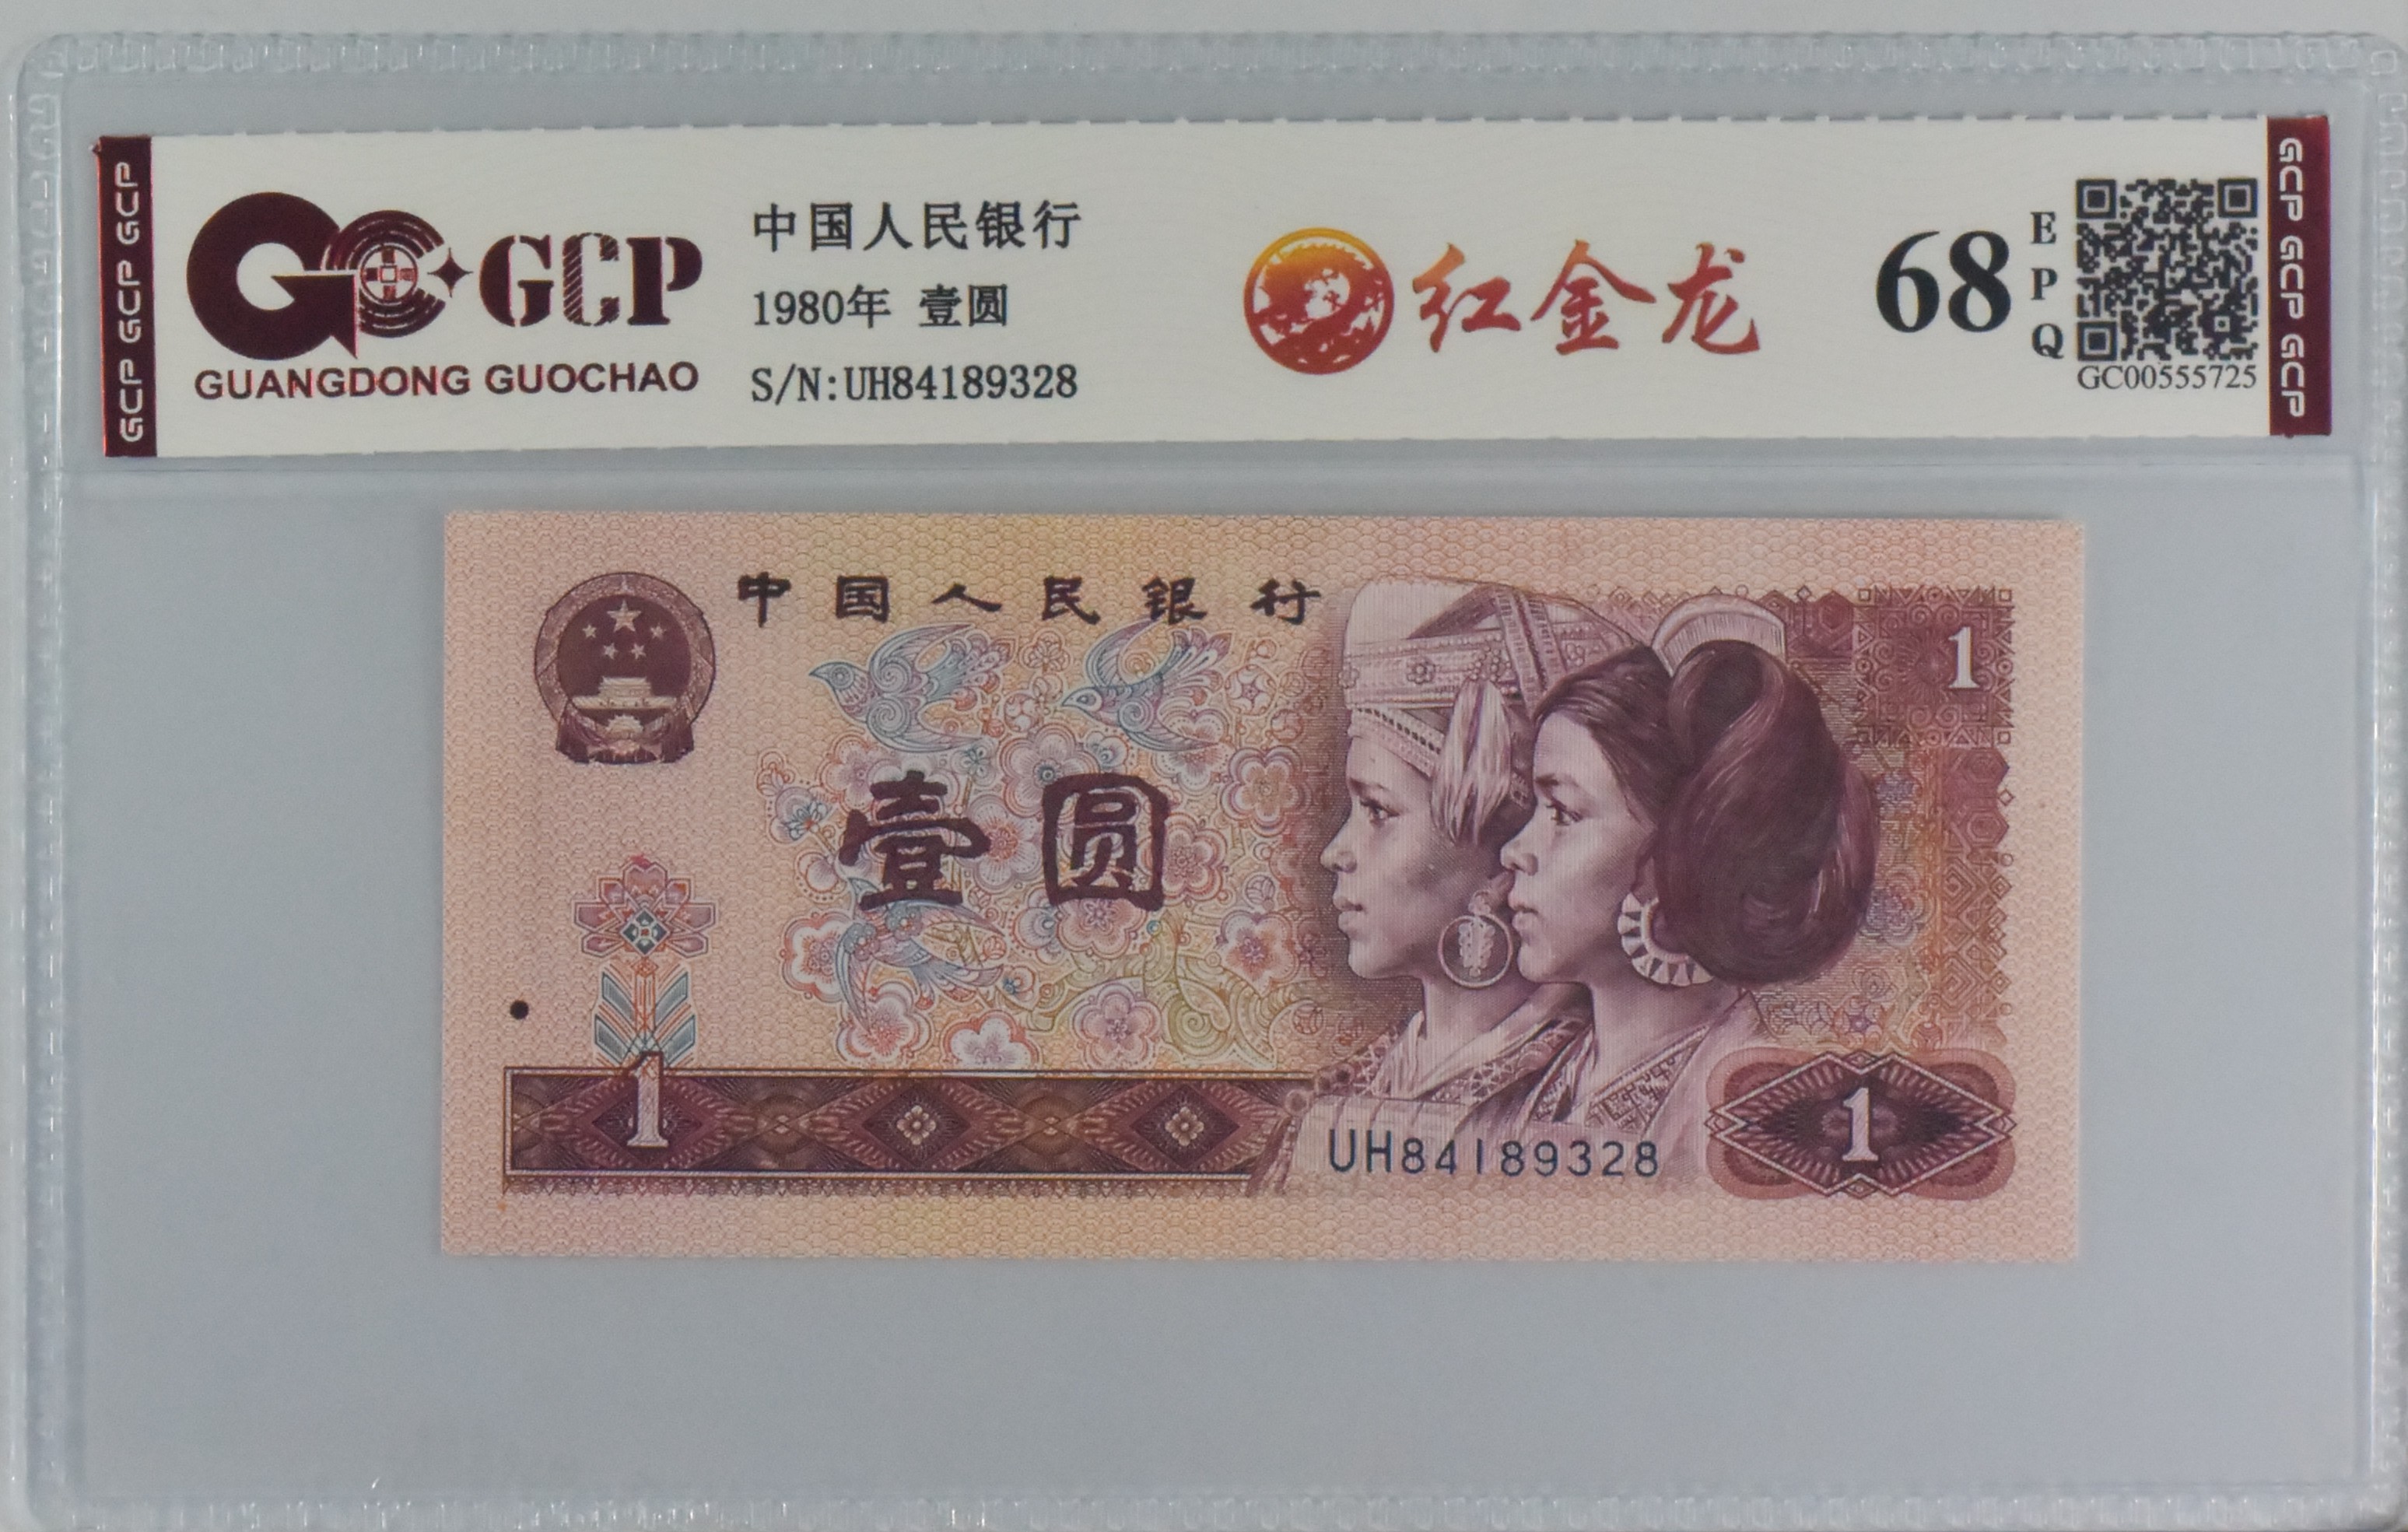 GCP GCP GCP
GCP
GUANGDONG GUOCHAO
中国人民银行
1980年 壹圆
S/N:UH84189328
红金龙
68
E
P
Q
GC00555725
GCP GCP GCP
中国人民银行
1
壹圆
1
1
UH84189328